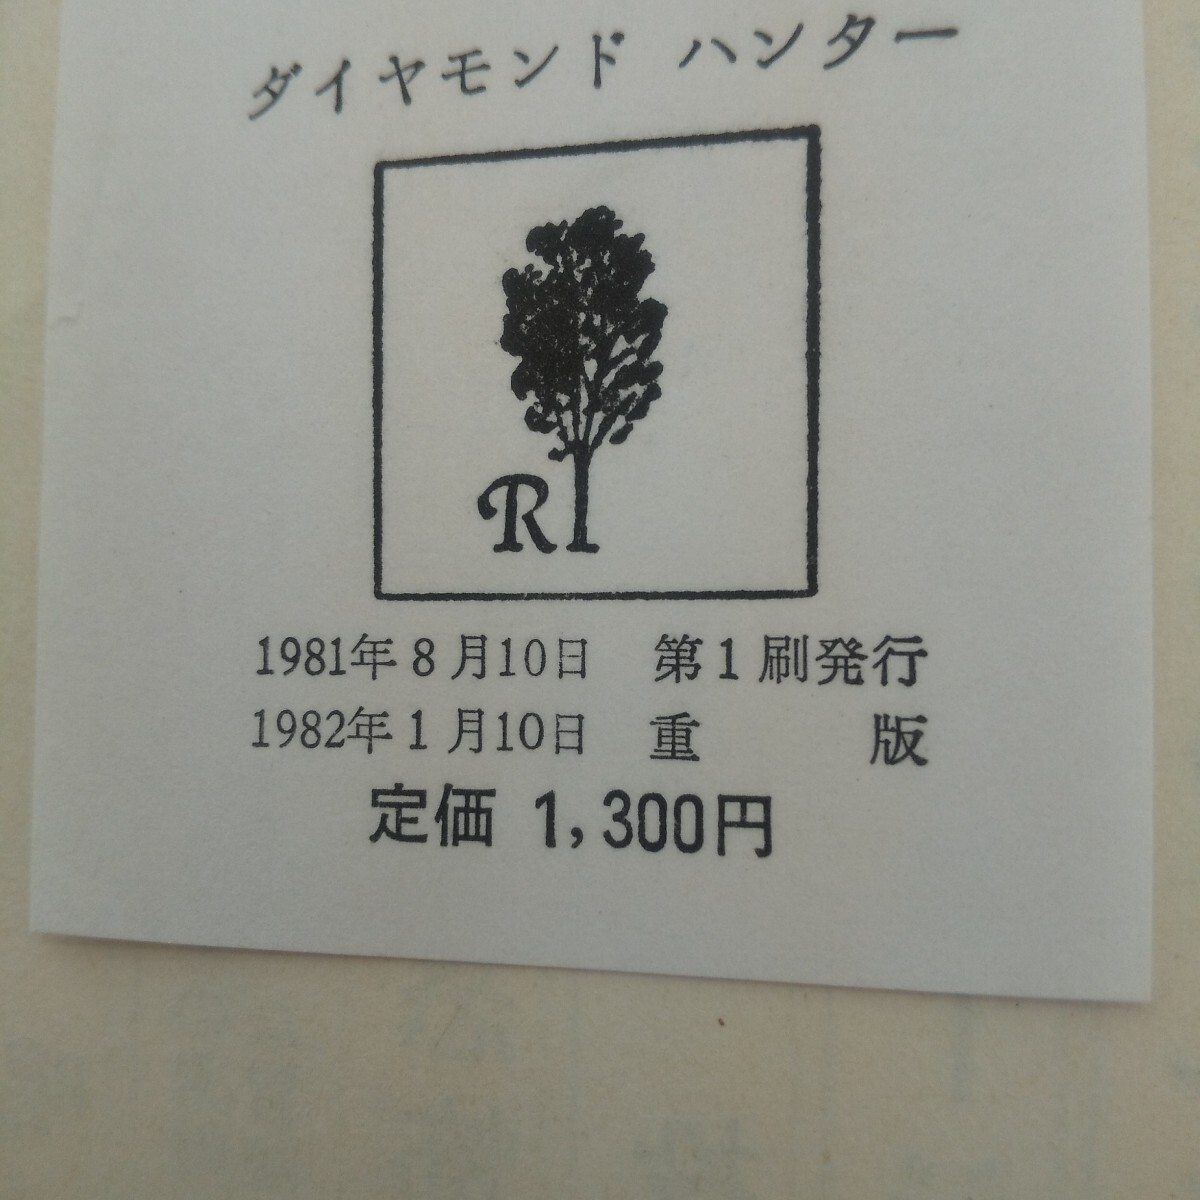 ダイヤモンド ハンター
R
1981年8月10日 第1刷発行
1982年1月10日 重 版
定価 1,300円